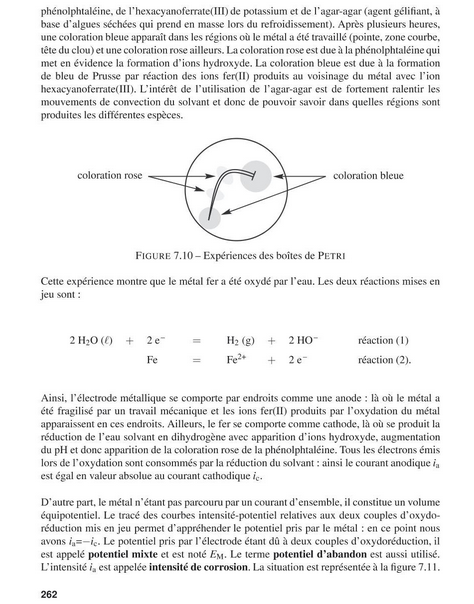 phénolphtaléine, de l'hexacyanoferrate(III) de potassium et de l'agar-agar (agent gélifiant, à
base d'algues séchées qui prend en masse lors du refroidissement). Après plusieurs heures,
une coloration bleue apparaît dans les régions où le métal a été travaillé (pointe, zone courbe,
tête du clou) et une coloration rose ailleurs. La coloration rose est due à la phénolphtaléine qui
met en évidence la formation d'ions hydroxyde. La coloration bleue est due à la formation
de bleu de Prusse par réaction des ions fer(II) produits au voisinage du métal avec l'ion
hexacyanoferrate(III). L'intérêt de l'utilisation de l'agar-agar est de fortement ralentir les
mouvements de convection du solvant et donc de pouvoir savoir dans quelles régions sont
produites les différentes espèces.
coloration rose
coloration bleue
FIGURE 7.10 – Expériences des boîtes de PETRI
Cette expérience montre que le métal fer a été oxydé par l'eau. Les deux réactions mises en
jeu sont :
2 H₂O (ℓ) + 2 e⁻ = H₂ (g) + 2 HO⁻ réaction (1)
Fe = Fe²⁺ + 2 e⁻ réaction (2).
Ainsi, l'électrode métallique se comporte par endroits comme une anode : là où le métal a
été fragilisé par un travail mécanique et les ions fer(II) produits par l'oxydation du métal
apparaissent en ces endroits. Ailleurs, le fer se comporte comme cathode, là où se produit la
réduction de l'eau solvant en dihydrogène avec apparition d'ions hydroxyde, augmentation
du pH et donc apparition de la coloration rose de la phénolphtaléine. Tous les électrons émis
lors de l'oxydation sont consommés par la réduction du solvant : ainsi le courant anodique iₐ
est égal en valeur absolue au courant cathodique i_c.
D'autre part, le métal n'étant pas parcouru par un courant d'ensemble, il constitue un volume
équipotentiel. Le tracé des courbes intensité-potentiel relatives aux deux couples d'oxydo-
réduction mis en jeu permet d'appréhender le potentiel pris par le métal : en ce point nous
avons iₐ=−i_c. Le potentiel pris par l'électrode étant dû à deux couples d'oxydoréduction, il
est appelé potentiel mixte et est noté E_M. Le terme potentiel d'abandon est aussi utilisé.
L'intensité iₐ est appelée intensité de corrosion. La situation est représentée à la figure 7.11.
262